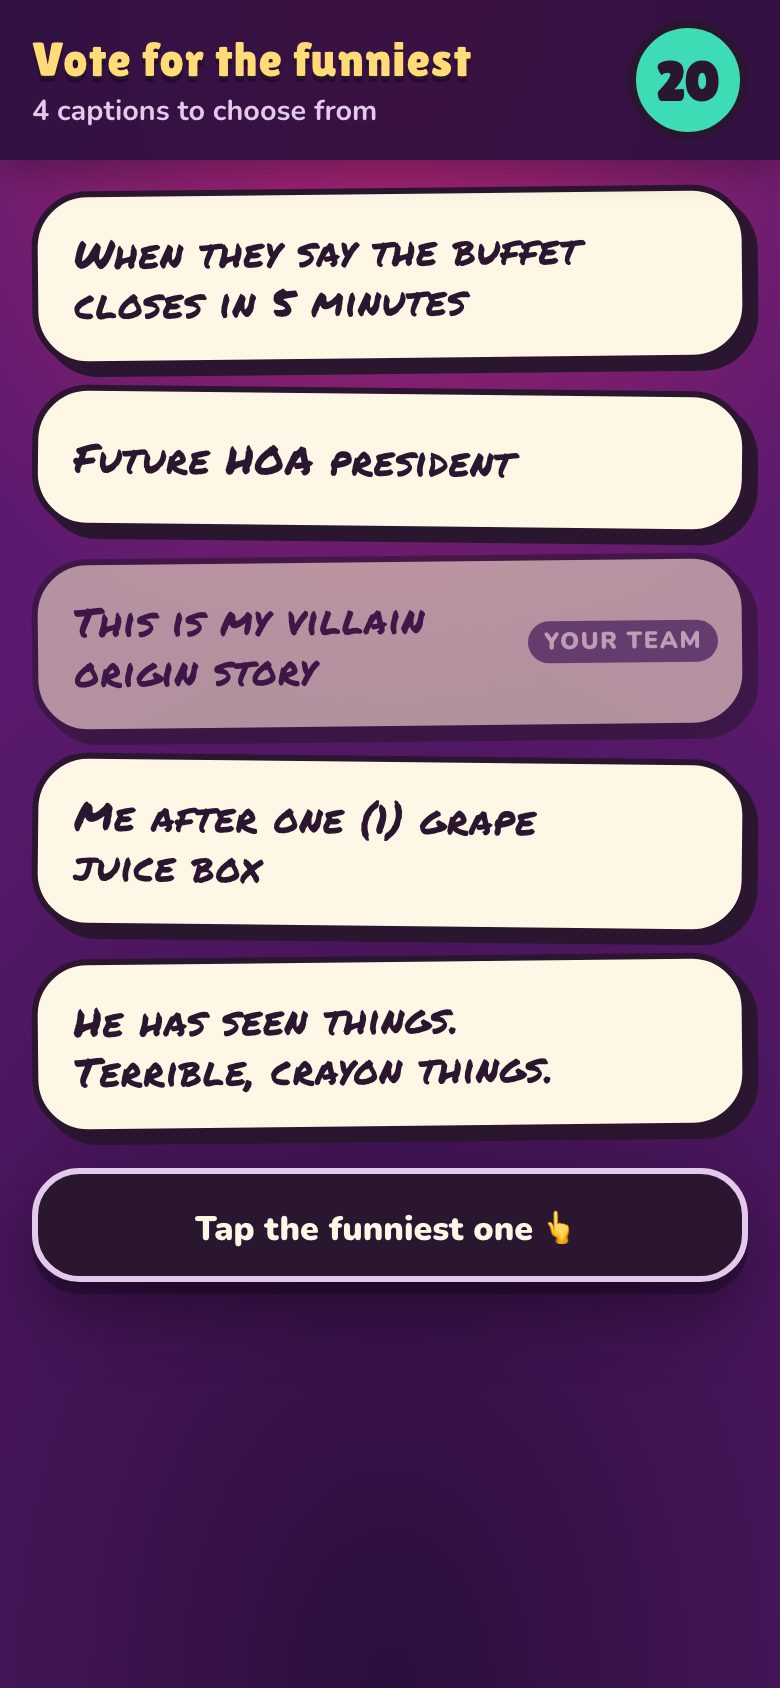 Vote for the funniest
20
4 captions to choose from
When they say the buffet
closes in 5 minutes
Future HOA president
This is my villain
origin story
YOUR TEAM
Me after one (1) grape
juice box
He has seen things.
Terrible, crayon things.
Tap the funniest one 👆